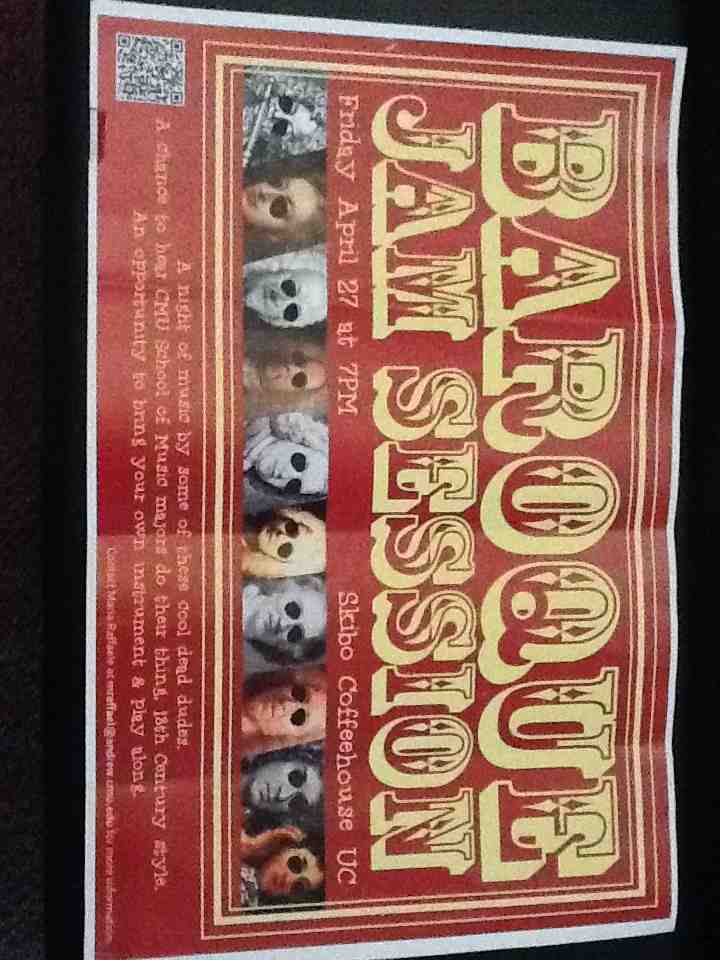 BAROQUE
JAM SESSION
Friday April 27 at 7PM
Skibo Coffeehouse UC
A night of music by some of these cool dead dudes.
A chance to hear CMU School of Music majors do their thing, 18th Century style.
An opportunity to bring your own instrument & play along.
Contact Maria Raffaele at mraffael@andrew.cmu.edu for more information.